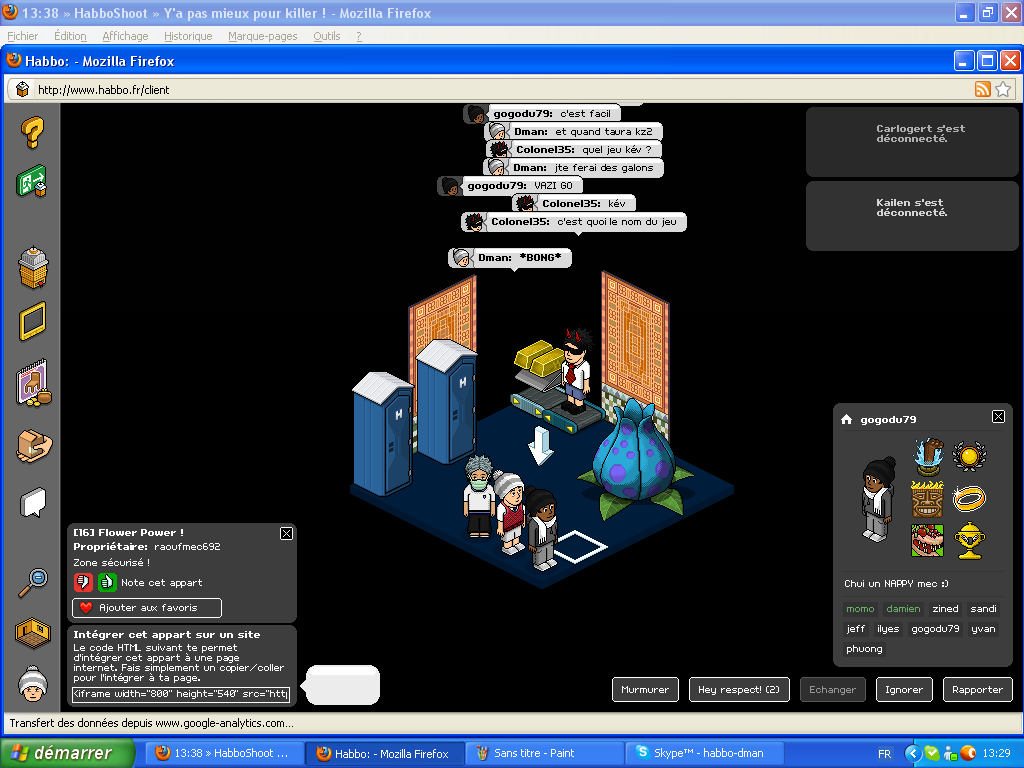 13:38 » HabboShoot » Y'a pas mieux pour killer ! - Mozilla Firefox
Fichier Édition Affichage Historique Marque-pages Outils ?
Habbo: - Mozilla Firefox
http://www.habbo.fr/client
gogodu79: c'est facil
Dman: et quand taura kz2
Colonel35: quel jeu kév ?
Dman: jte ferai des galons
gogodu79: VAZI GO
Colonel35: kév
Colonel35: c'est quoi le nom du jeu
Dman: *BONG*
Carlogert s'est
déconnecté.
Kailen s'est
déconnecté.
H
H
gogodu79
Chui un NAPPY mec :)
momo damien zined sandi
jeff ilyes gogodu79 yvan
phuong
[16] Flower Power !
Propriétaire: raoufmec692
Zone sécurisé !
Note cet appart
Ajouter aux favoris
Intégrer cet appart sur un site
Le code HTML suivant te permet
d'intégrer cet appart à une page
internet. Fais simplement un copier/coller
pour l'intégrer à ta page.
<iframe width="800" height="540" src="htt
Murmurer Hey respect! (2) Echanger Ignorer Rapporter
Transfert des données depuis www.google-analytics.com...
démarrer 13:38 » HabboShoot ... Habbo: - Mozilla Firefox Sans titre - Paint Skype™ - habbo-dman FR 13:29